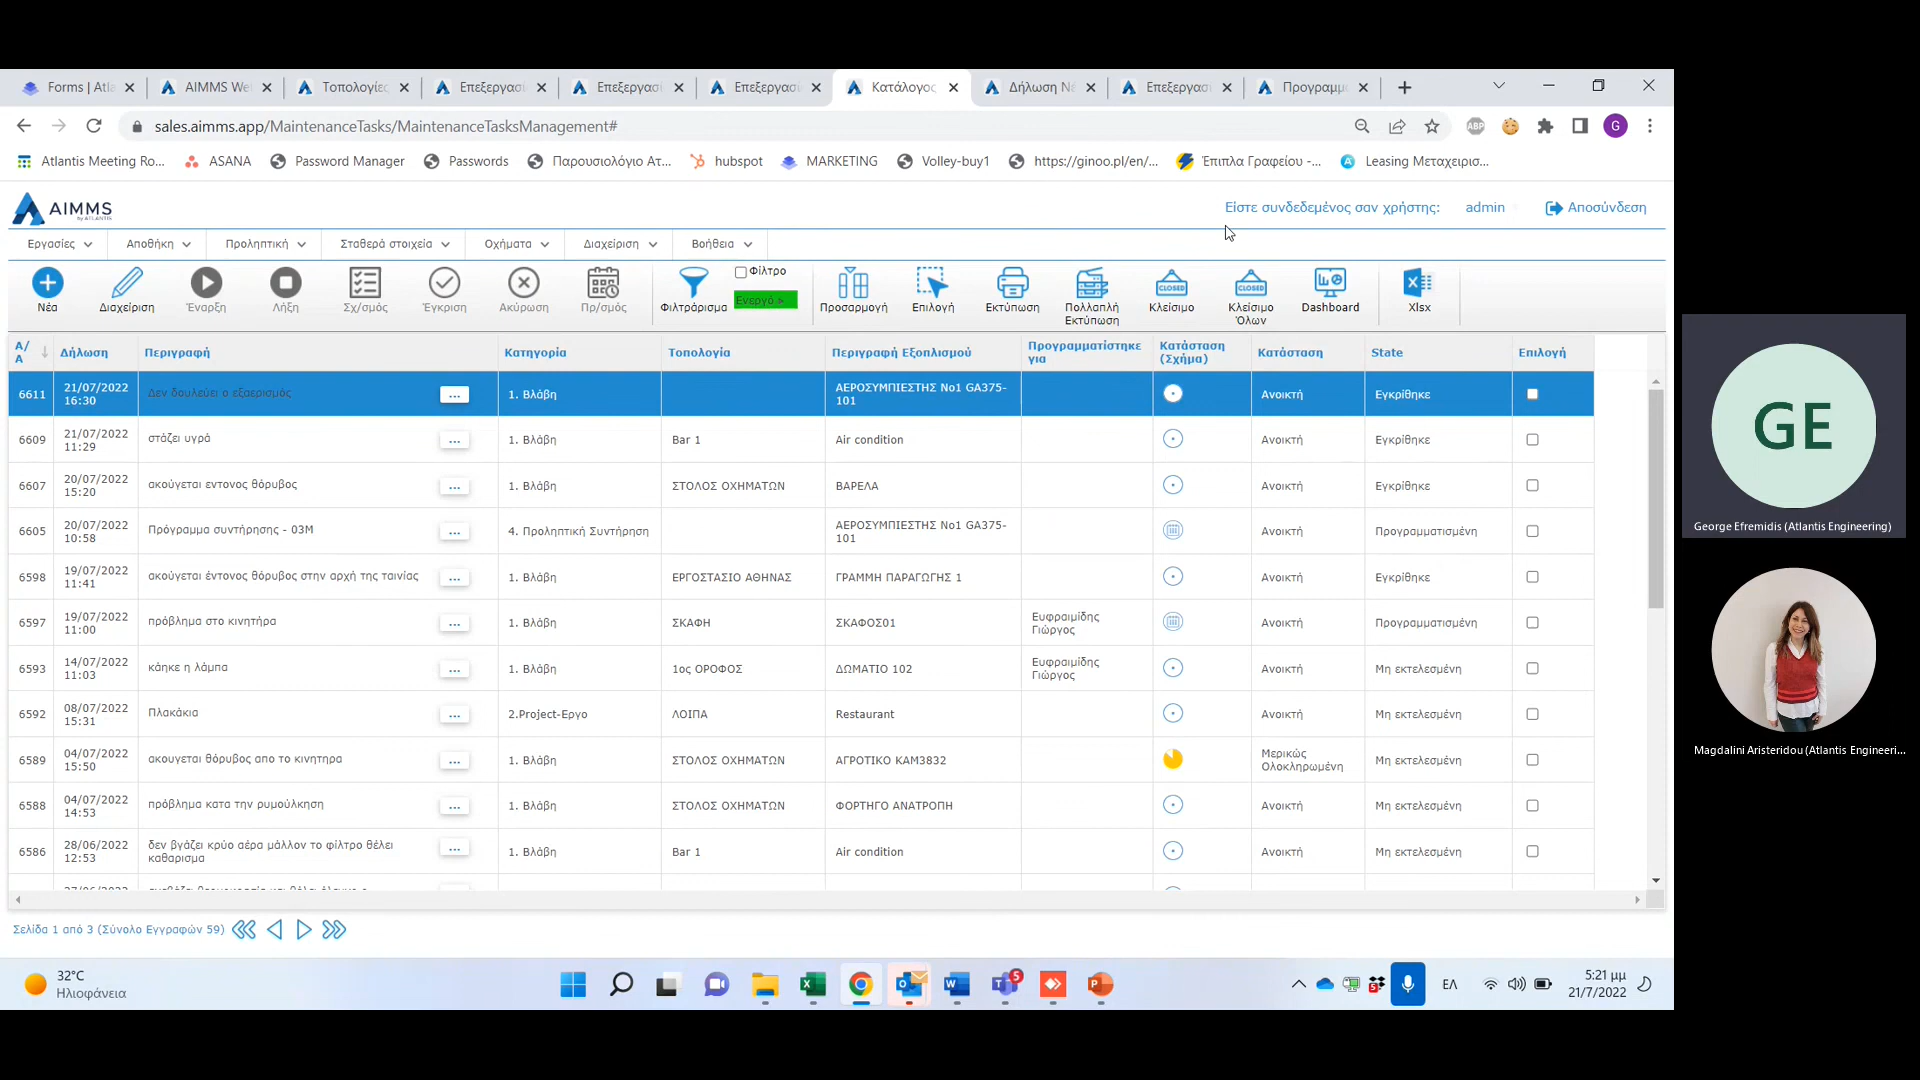 Forms | Atla
AIMMS We
Τοπολογίες
Επεξεργασί
Επεξεργασί
Επεξεργασί
Κατάλογος
Δήλωση Νέ
Επεξεργασ
Προγραμμ
sales.aimms.app/MaintenanceTasks/MaintenanceTasksManagement#
ABP
G
Atlantis Meeting Ro...
ASANA
Password Manager
Passwords
Παρουσιολόγιο Ατ...
hubspot
MARKETING
Volley-buy1
https://ginoo.pl/en/...
Έπιπλα Γραφείου -...
Leasing Μεταχειρισ...
AIMMS
by ATLANTIS
Είστε συνδεδεμένος σαν χρήστης:
admin
Αποσύνδεση
Εργασίες
Αποθήκη
Προληπτική
Σταθερά στοιχεία
Οχήματα
Διαχείριση
Βοήθεια
Νέα
Διαχείριση
Έναρξη
Λήξη
Σχ/σμός
Έγκριση
Ακύρωση
Πρ/σμός
Φιλτράρισμα
Φίλτρο
Ενεργό >
Προσαρμογή
Επιλογή
Εκτύπωση
Πολλαπλή
Εκτύπωση
CLOSED
Κλείσιμο
CLOSED
Κλείσιμο
Όλων
Dashboard
Xlsx
Α/
Α
Δήλωση
Περιγραφή
Κατηγορία
Τοπολογία
Περιγραφή Εξοπλισμού
Προγραμματίστηκε
για
Κατάσταση
(Σχήμα)
Κατάσταση
State
Επιλογή
6611 21/07/2022 Δεν δουλεύει ο εξαερισμός ... 1. Βλάβη ΑΕΡΟΣΥΜΠΙΕΣΤΗΣ Νο1 GA375- Ανοικτή Εγκρίθηκε
16:30 101
6609 21/07/2022 στάζει υγρά ... 1. Βλάβη Bar 1 Air condition Ανοικτή Εγκρίθηκε
11:29
6607 20/07/2022 ακούγεται εντονος θόρυβος ... 1. Βλάβη ΣΤΟΛΟΣ ΟΧΗΜΑΤΩΝ ΒΑΡΕΛΑ Ανοικτή Εγκρίθηκε
15:20
6605 20/07/2022 Πρόγραμμα συντήρησης - 03Μ ... 4. Προληπτική Συντήρηση ΑΕΡΟΣΥΜΠΙΕΣΤΗΣ Νο1 GA375- Ανοικτή Προγραμματισμένη
10:58 101
6598 19/07/2022 ακούγεται έντονος θόρυβος στην αρχή της ταινίας ... 1. Βλάβη ΕΡΓΟΣΤΑΣΙΟ ΑΘΗΝΑΣ ΓΡΑΜΜΗ ΠΑΡΑΓΩΓΗΣ 1 Ανοικτή Εγκρίθηκε
11:41
6597 19/07/2022 πρόβλημα στο κινητήρα ... 1. Βλάβη ΣΚΑΦΗ ΣΚΑΦΟΣ01 Ευφραιμίδης Ανοικτή Προγραμματισμένη
11:00 Γιώργος
6593 14/07/2022 κάηκε η λάμπα ... 1. Βλάβη 1ος ΟΡΟΦΟΣ ΔΩΜΑΤΙΟ 102 Ευφραιμίδης Ανοικτή Μη εκτελεσμένη
11:03 Γιώργος
6592 08/07/2022 Πλακάκια ... 2.Project-Εργο ΛΟΙΠΑ Restaurant Ανοικτή Μη εκτελεσμένη
15:31
6589 04/07/2022 ακουγεται θόρυβος απο το κινητηρα ... 1. Βλάβη ΣΤΟΛΟΣ ΟΧΗΜΑΤΩΝ ΑΓΡΟΤΙΚΟ ΚΑΜ3832 Μερικώς Μη εκτελεσμένη
15:50 Ολοκληρωμένη
6588 04/07/2022 πρόβλημα κατα την ρυμούλκηση ... 1. Βλάβη ΣΤΟΛΟΣ ΟΧΗΜΑΤΩΝ ΦΟΡΤΗΓΟ ΑΝΑΤΡΟΠΗ Ανοικτή Μη εκτελεσμένη
14:53
6586 28/06/2022 δεν βγάζει κρύο αέρα μάλλον το φίλτρο θέλει ... 1. Βλάβη Bar 1 Air condition Ανοικτή Μη εκτελεσμένη
12:53 καθαρισμα
Σελίδα 1 από 3 (Σύνολο Εγγραφών 59)
32°C
Ηλιοφάνεια
5
ΕΛ
5:21 μμ
21/7/2022
GE
George Efremidis (Atlantis Engineering)
Magdalini Aristeridou (Atlantis Engineeri...